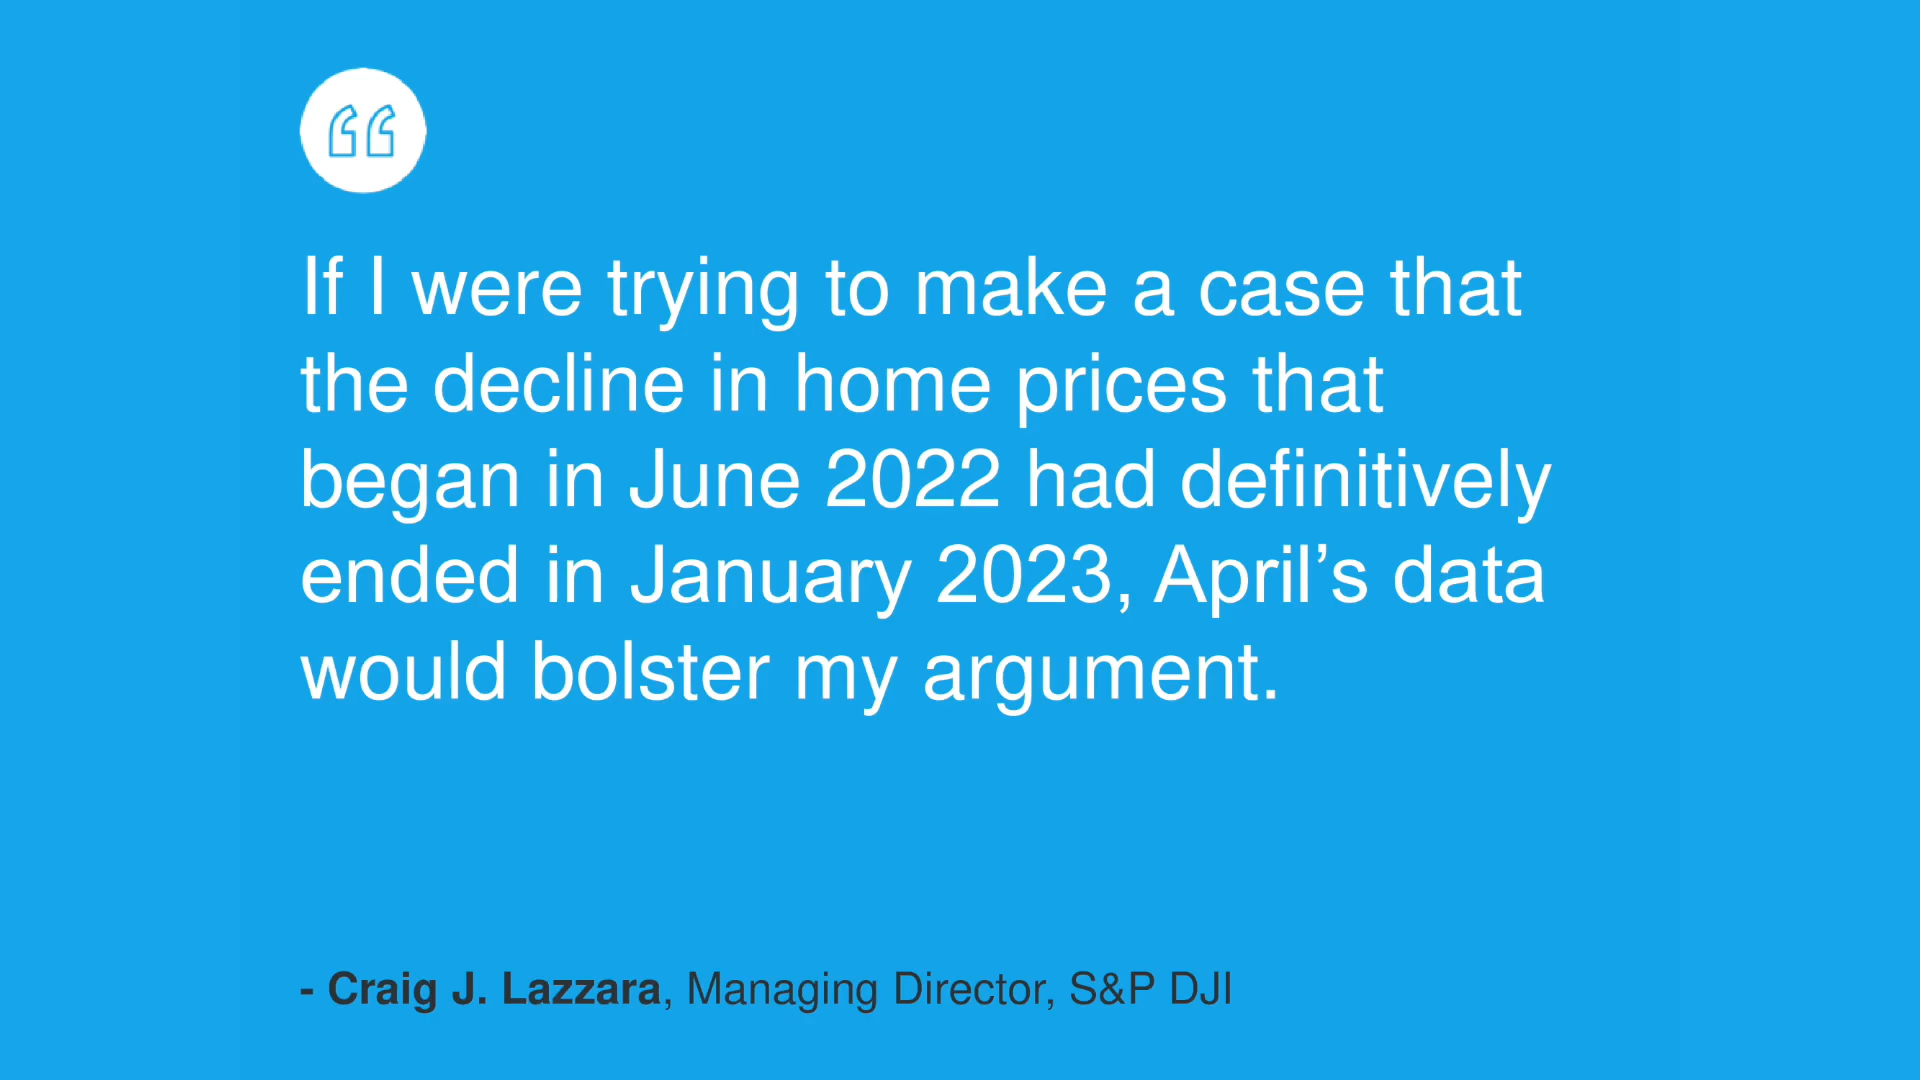 “
If I were trying to make a case that
the decline in home prices that
began in June 2022 had definitively
ended in January 2023, April’s data
would bolster my argument.
- Craig J. Lazzara, Managing Director, S&P DJI